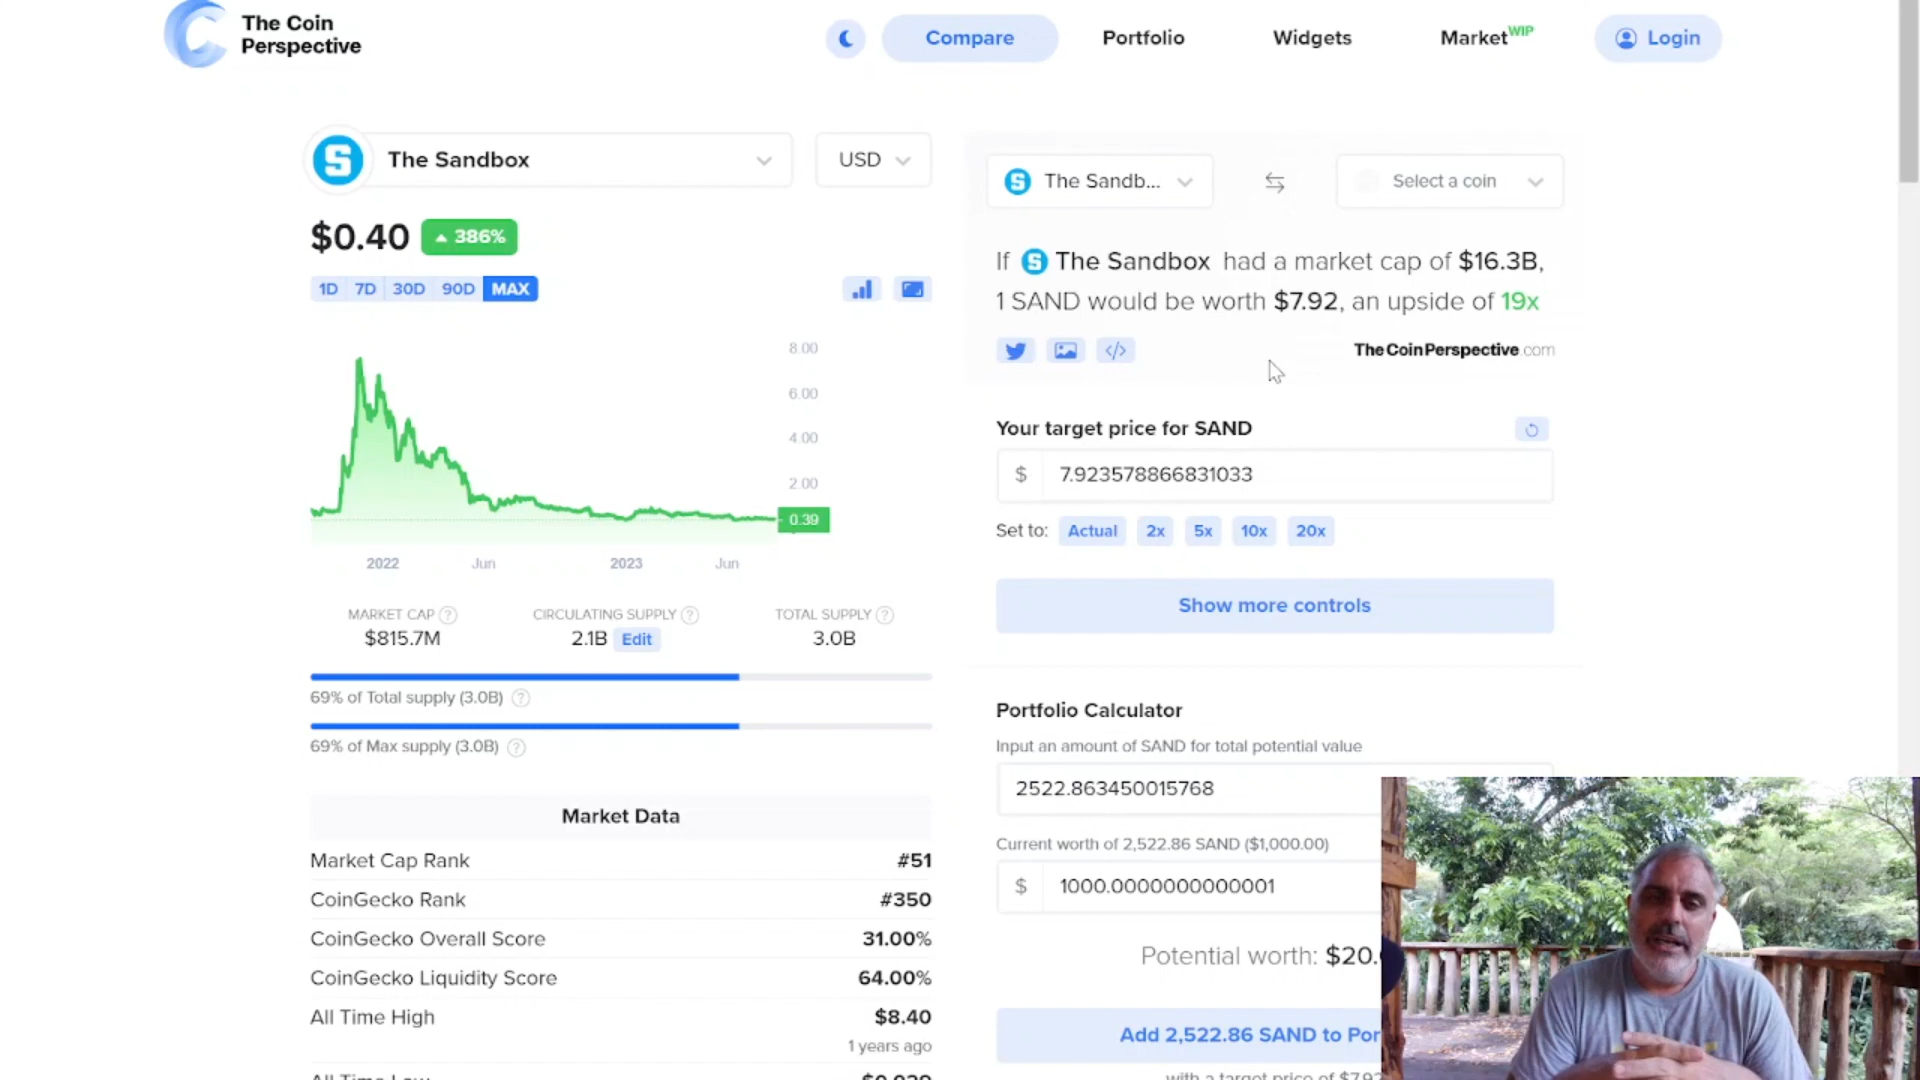 The Coin
Perspective
Compare
Portfolio
Widgets
Market WIP
Login
The Sandbox
USD
$0.40
386%
1D 7D 30D 90D MAX
8.00
6.00
4.00
2.00
0.39
2022 Jun 2023 Jun
MARKET CAP ? CIRCULATING SUPPLY ? TOTAL SUPPLY ?
$815.7M 2.1B Edit 3.0B
69% of Total supply (3.0B) ?
69% of Max supply (3.0B) ?
Market Data
Market Cap Rank #51
CoinGecko Rank #350
CoinGecko Overall Score 31.00%
CoinGecko Liquidity Score 64.00%
All Time High $8.40
1 years ago
The Sandb...
Select a coin
If S The Sandbox had a market cap of $16.3B,
1 SAND would be worth $7.92, an upside of 19x
</>
TheCoinPerspective.com
Your target price for SAND
$ 7.923578866831033
Set to: Actual 2x 5x 10x 20x
Show more controls
Portfolio Calculator
Input an amount of SAND for total potential value
2522.863450015768
Current worth of 2,522.86 SAND ($1,000.00)
$ 1000.0000000000001
Potential worth: $20.
Add 2,522.86 SAND to Por
with a target price of $7.92